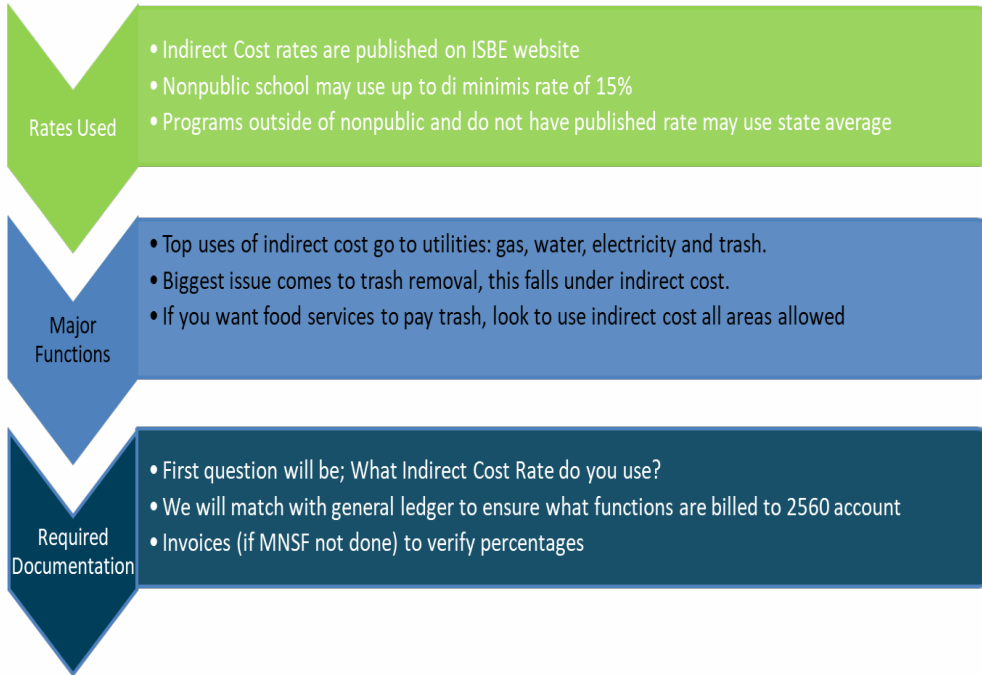 Rates Used
• Indirect Cost rates are published on ISBE website
• Nonpublic school may use up to di minimis rate of 15%
• Programs outside of nonpublic and do not have published rate may use state average
Major
Functions
• Top uses of indirect cost go to utilities: gas, water, electricity and trash.
• Biggest issue comes to trash removal, this falls under indirect cost.
• If you want food services to pay trash, look to use indirect cost all areas allowed
Required
Documentation
• First question will be; What Indirect Cost Rate do you use?
• We will match with general ledger to ensure what functions are billed to 2560 account
• Invoices (if MNSF not done) to verify percentages